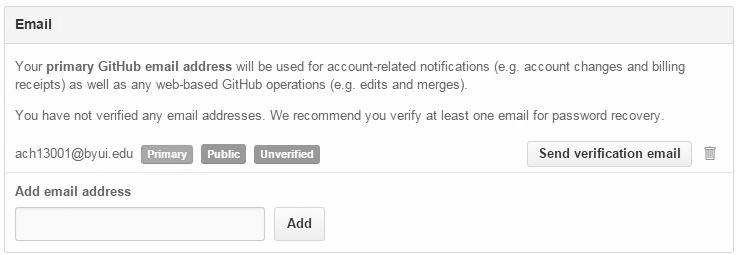 Email
Your primary GitHub email address will be used for account-related notifications (e.g. account changes and billing
receipts) as well as any web-based GitHub operations (e.g. edits and merges).
You have not verified any email addresses. We recommend you verify at least one email for password recovery.
ach13001@byui.edu Primary Public Unverified Send verification email
Add email address
Add